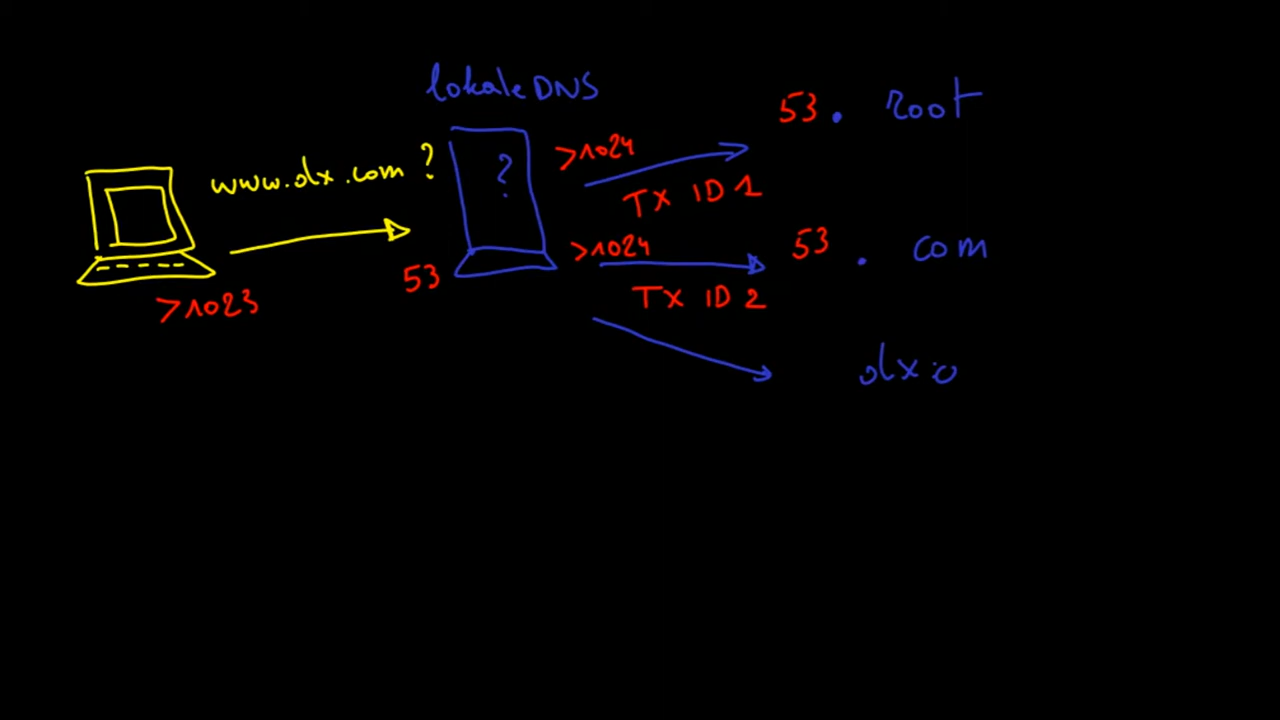 lokale DNS
53 . root
www.olx.com ?
?
>1024
TX ID 1
>1024
53 . com
53
TX ID 2
>1023
olx.c